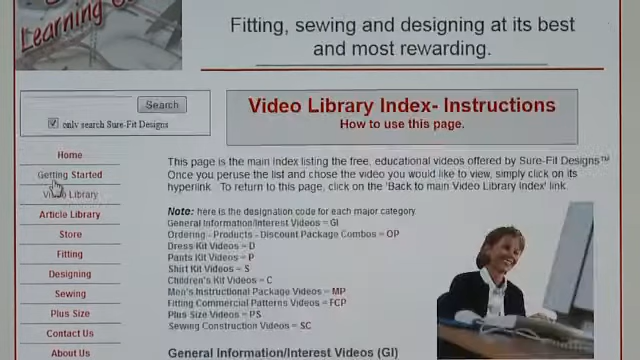 Learning
Fitting, sewing and designing at its best
and most rewarding.
Search
only search Sure-Fit Designs
Video Library Index- Instructions
How to use this page.
Home
Getting Started
Video Library
Article Library
Store
Fitting
Designing
Sewing
Plus Size
Contact Us
About Us
This page is the main index listing the free, educational videos offered by Sure-Fit Designs™
Once you peruse the list and chose the video you would like to view, simply click on its
hyperlink. To return to this page, click on the 'Back to main Video Library Index' link.
Note: here is the designation code for each major category
General Information/Interest Videos = GI
Ordering - Products - Discount Package Combos = OP
Dress Kit Videos = D
Pants Kit Videos = P
Shirt Kit Videos = S
Children's Kit Videos = C
Men's Instructional Package Videos = MP
Fitting Commercial Patterns Videos = FCP
Plus Size Videos = PS
Sewing Construction Videos = SC
General Information/Interest Videos (GI)